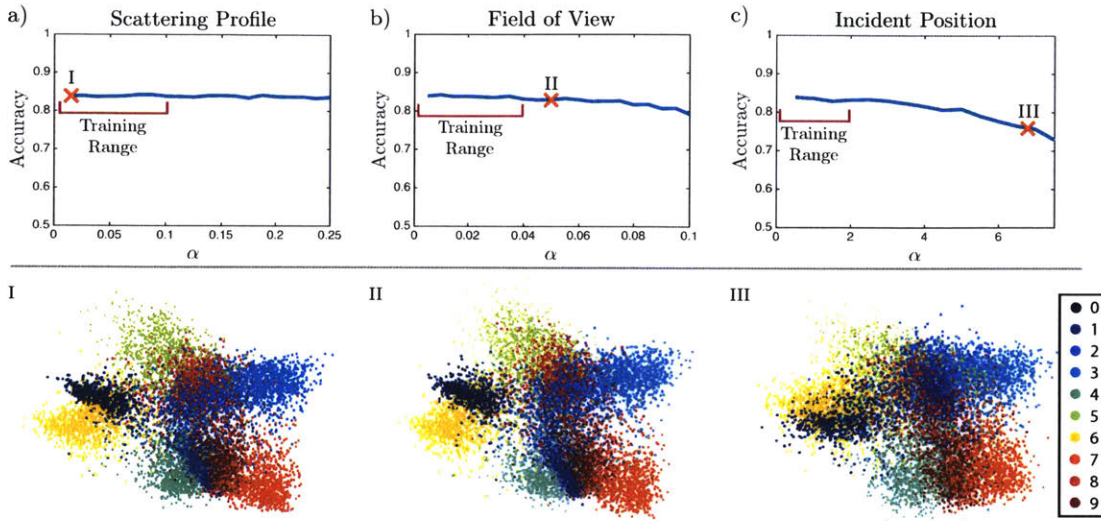 a) Scattering Profile
1
0.9
0.8
0.7
0.6
0.5
Accuracy
I
Training
Range
0
0.05
0.1
0.15
0.2
0.25
α
b) Field of View
1
0.9
0.8
0.7
0.6
0.5
Accuracy
II
Training
Range
0
0.02
0.04
0.06
0.08
0.1
α
c) Incident Position
1
0.9
0.8
0.7
0.6
0.5
Accuracy
III
Training
Range
0
2
4
6
α
I
II
III
0
1
2
3
4
5
6
7
8
9